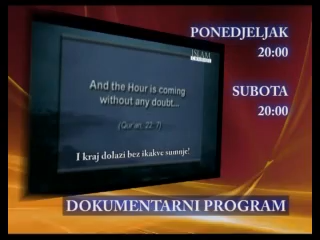 PONEDJELJAK
20:00
ISLAM
And the Hour is coming
without any doubt...
(Qur'an, 22: 7)
SUBOTA
20:00
I kraj dolazi bez ikakve sumnje!
DOKUMENTARNI PROGRAM